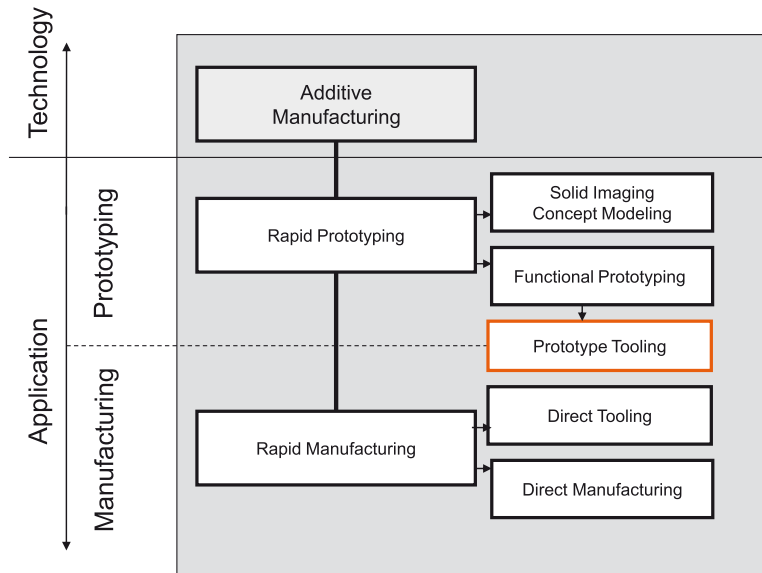 Technology
Additive
Manufacturing
Application
Prototyping
Rapid Prototyping
Solid Imaging
Concept Modeling
Functional Prototyping
Prototype Tooling
Manufacturing
Rapid Manufacturing
Direct Tooling
Direct Manufacturing